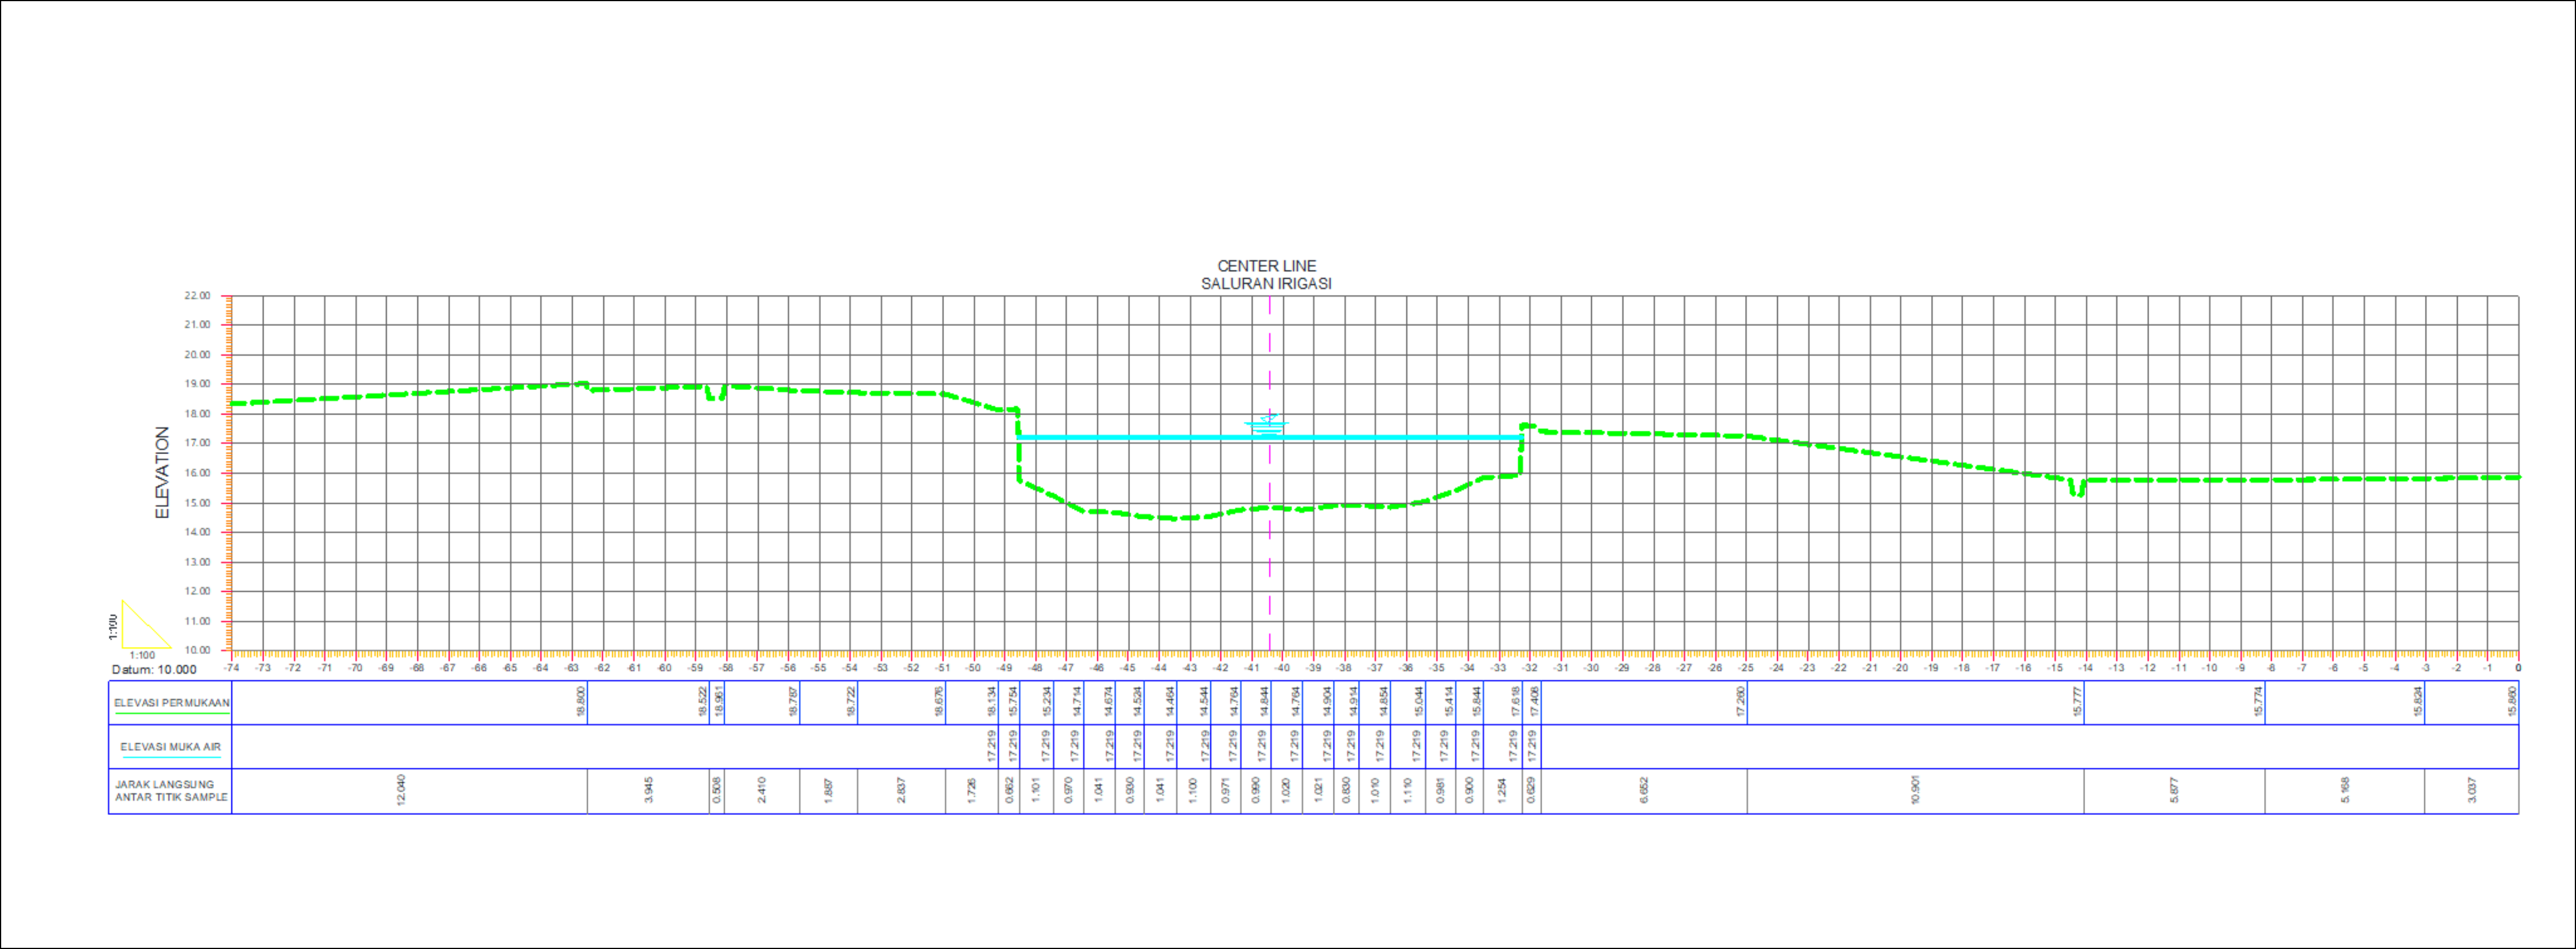 CENTER LINE
SALURAN IRIGASI
22.00
21.00
20.00
19.00
18.00
17.00
16.00
15.00
14.00
13.00
12.00
11.00
10.00
ELEVATION
1:100
1:100
Datum: 10.000
-74 -73 -72 -71 -70 -69 -68 -67 -66 -65 -64 -63 -62 -61 -60 -59 -58 -57 -56 -55 -54 -53 -52 -51 -50 -49 -48 -47 -46 -45 -44 -43 -42 -41 -40 -39 -38 -37 -36 -35 -34 -33 -32 -31 -30 -29 -28 -27 -26 -25 -24 -23 -22 -21 -20 -19 -18 -17 -16 -15 -14 -13 -12 -11 -10 -9 -8 -7 -6 -5 -4 -3 -2 -1 0
ELEVASI PERMUKAAN
18.800 18.522 18.961 18.787 18.722 18.676 18.134 15.754 15.234 14.714 14.674 14.524 14.464 14.544 14.764 14.844 14.764 14.904 14.914 14.854 15.044 15.414 15.844 17.618 17.408 17.260 15.777 15.774 15.824 15.860
ELEVASI MUKA AIR
17.219 17.219 17.219 17.219 17.219 17.219 17.219 17.219 17.219 17.219 17.219 17.219 17.219 17.219 17.219 17.219 17.219 17.219 17.219
JARAK LANGSUNG
ANTAR TITIK SAMPLE
12.040 3.945 0.508 2.410 1.887 2.837 1.726 0.662 1.101 0.970 1.041 0.930 1.041 1.100 0.971 0.990 1.020 1.021 0.830 1.010 1.110 0.981 0.900 1.254 0.629 6.652 10.901 5.877 5.168 3.037